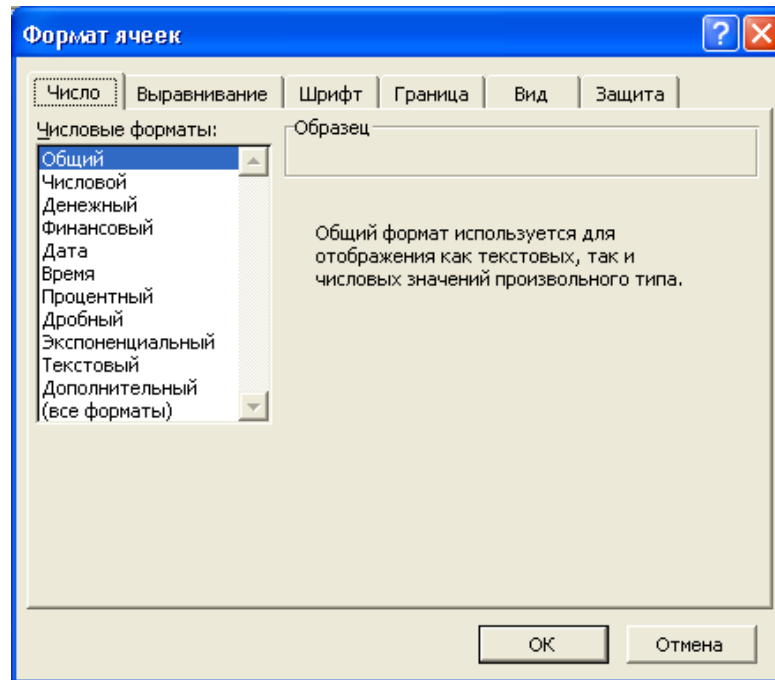 Формат ячеек
Число
Выравнивание
Шрифт
Граница
Вид
Защита
Числовые форматы:
Общий
Числовой
Денежный
Финансовый
Дата
Время
Процентный
Дробный
Экспоненциальный
Текстовый
Дополнительный
(все форматы)
Образец
Общий формат используется для
отображения как текстовых, так и
числовых значений произвольного типа.
ОК
Отмена